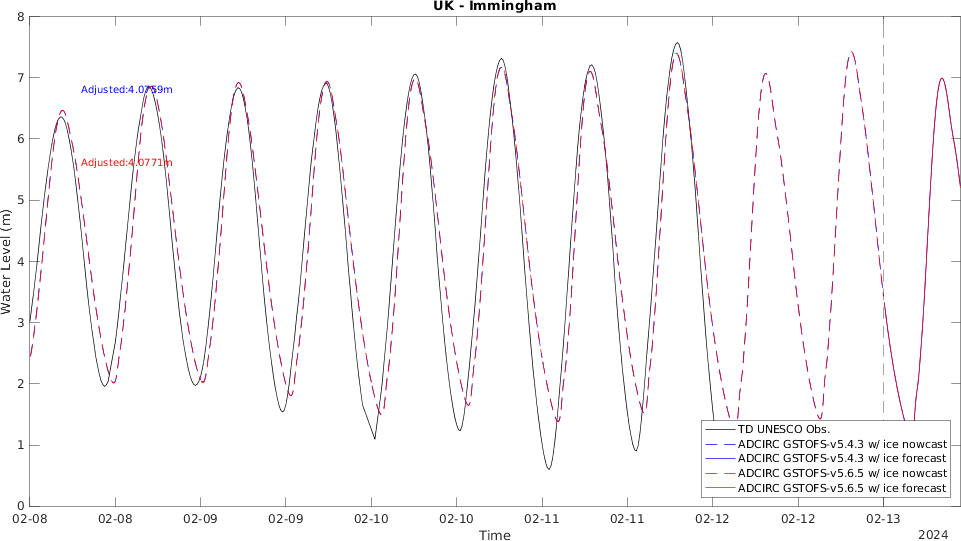 UK - Immingham
8
7
6
5
4
3
2
1
0
Water Level (m)
Adjusted:4.0759m
Adjusted:4.0771m
TD UNESCO Obs.
ADCIRC GSTOFS-v5.4.3 w/ ice nowcast
ADCIRC GSTOFS-v5.4.3 w/ ice forecast
ADCIRC GSTOFS-v5.6.5 w/ ice nowcast
ADCIRC GSTOFS-v5.6.5 w/ ice forecast
02-08 02-08 02-09 02-09 02-10 02-10 02-11 02-11 02-12 02-12 02-13
Time
2024